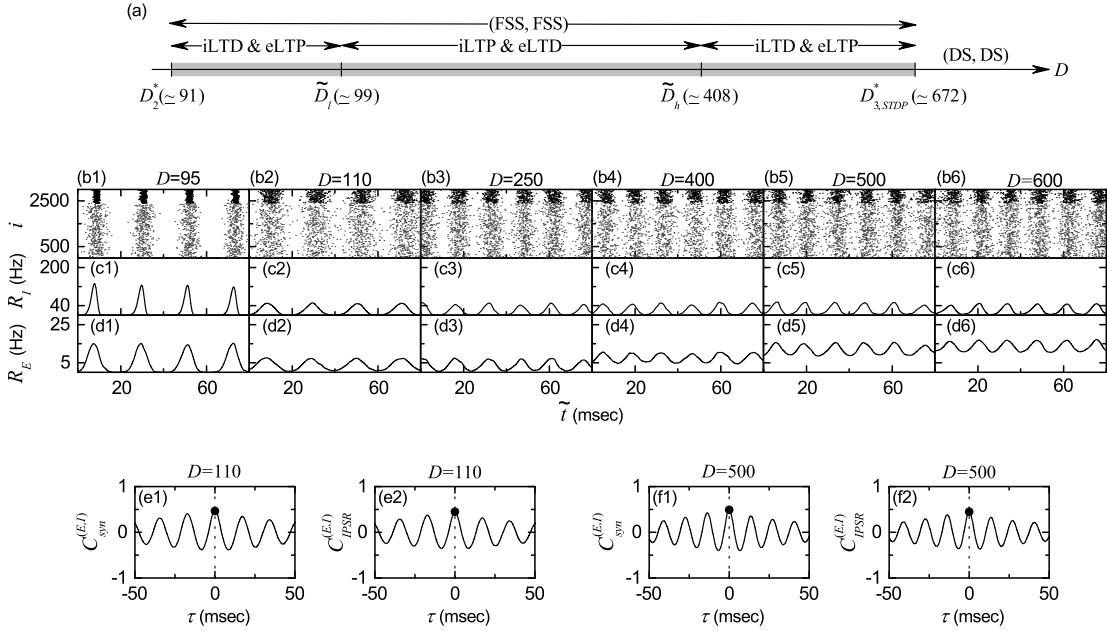 (a)
(FSS, FSS)
iLTD & eLTP iLTP & eLTD iLTD & eLTP
(DS, DS)
D
D*2(≃ 91) D̃l(≃ 99) D̃h(≃ 408) D*3,STDP(≃ 672)
(b1) D=95 (b2) D=110 (b3) D=250 (b4) D=400 (b5) D=500 (b6) D=600
2500
i
500
(c1) (c2) (c3) (c4) (c5) (c6)
200
RI (Hz)
40
(d1) (d2) (d3) (d4) (d5) (d6)
25
RE (Hz)
5
20 60 20 60 20 60 20 60 20 60 20 60
t̃ (msec)
D=110 D=110 D=500 D=500
(e1) (e2) (f1) (f2)
1 1 1 1
Csyn(E,I) CIPSR(E,I) Csyn(E,I) CIPSR(E,I)
0 0 0 0
-1 -1 -1 -1
-50 0 50 -50 0 50 -50 0 50 -50 0 50
τ (msec) τ (msec) τ (msec) τ (msec)